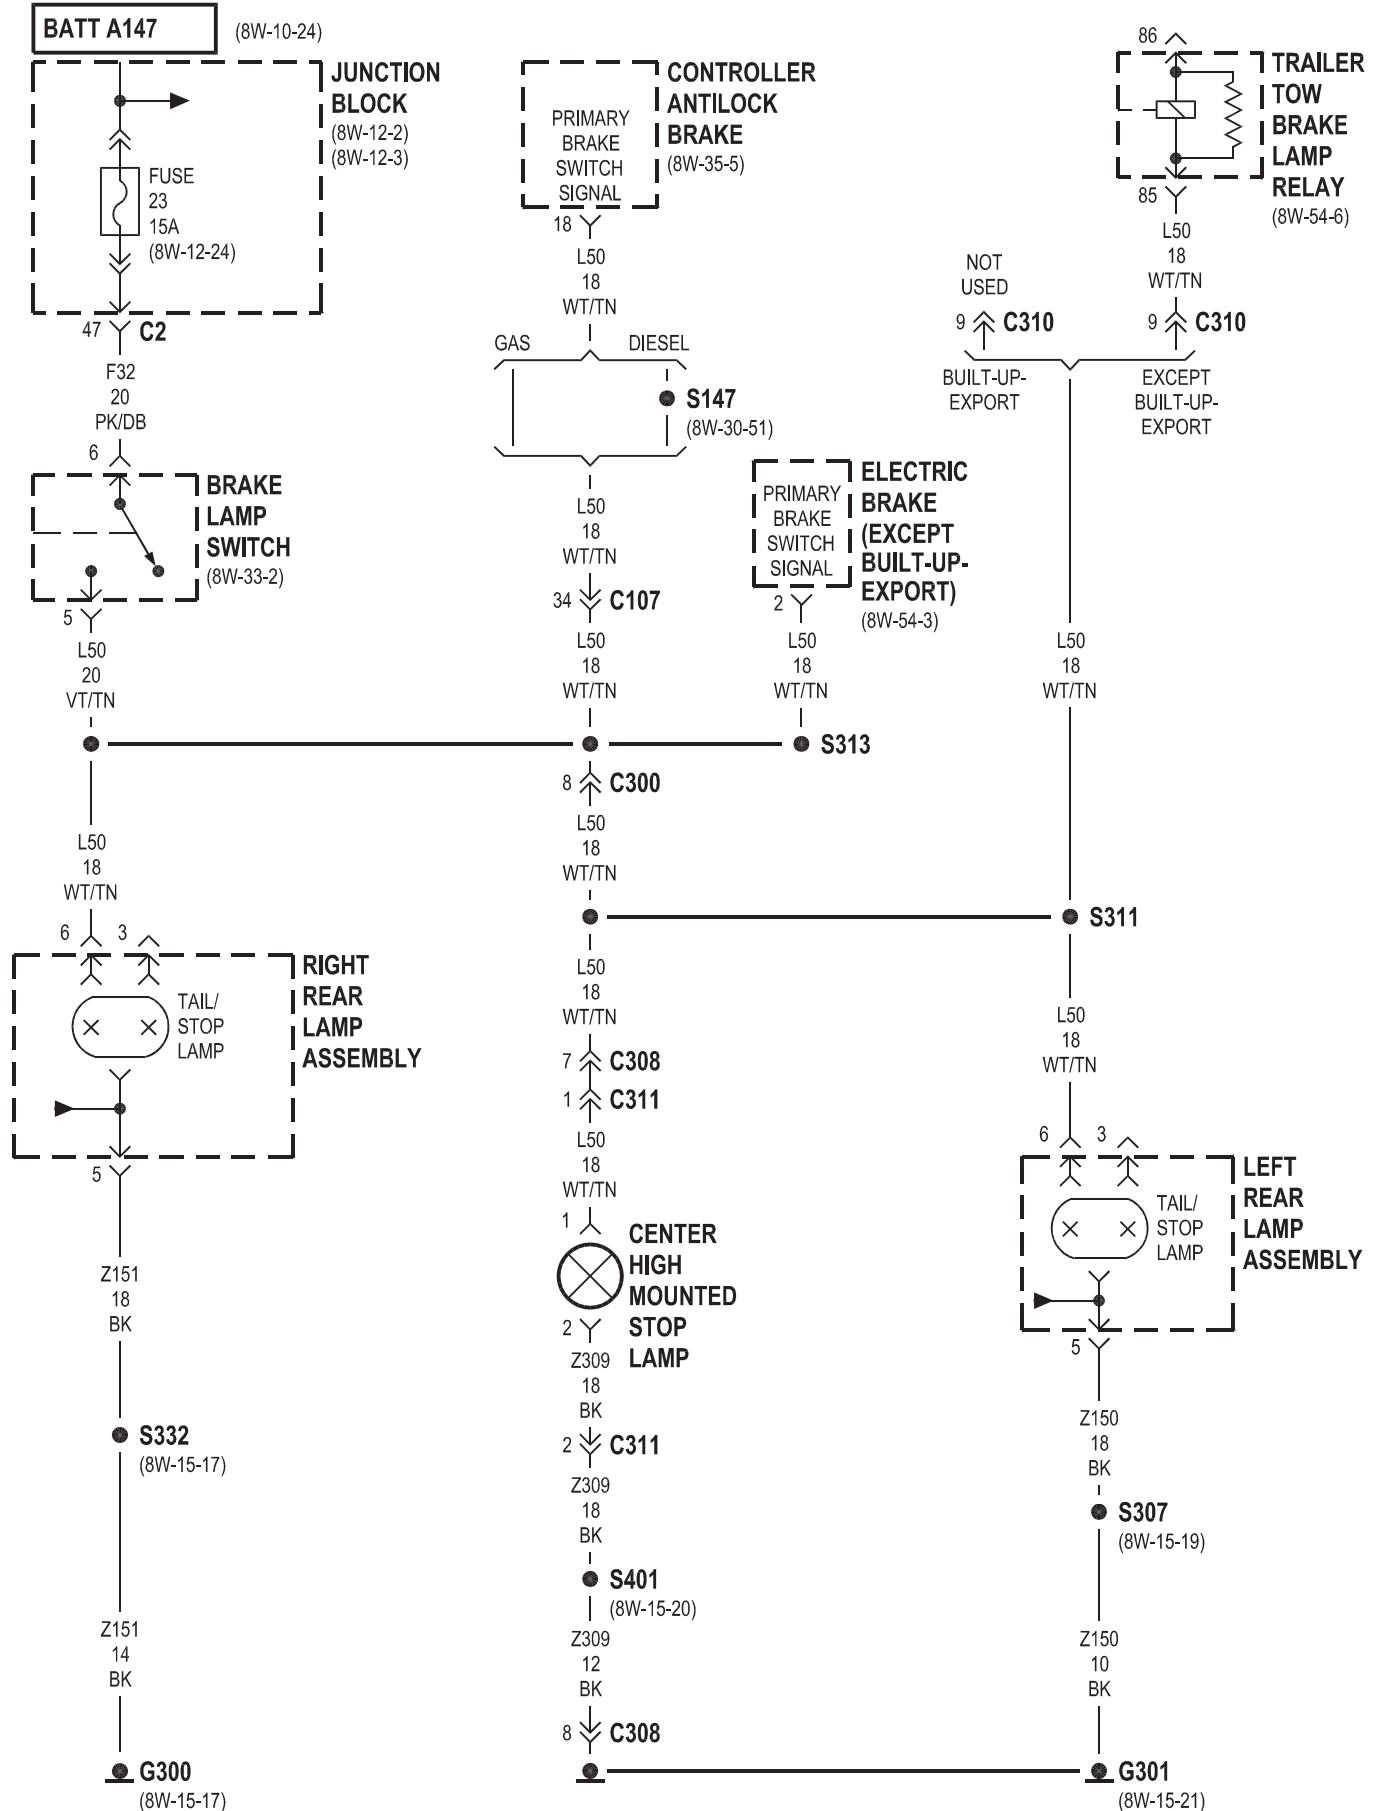 BATT A147
(8W-10-24)
JUNCTION
BLOCK
(8W-12-2)
(8W-12-3)
FUSE
23
15A
(8W-12-24)
47
C2
F32
20
PK/DB
6
BRAKE
LAMP
SWITCH
(8W-33-2)
5
L50
20
VT/TN
CONTROLLER
ANTILOCK
BRAKE
(8W-35-5)
PRIMARY
BRAKE
SWITCH
SIGNAL
18
L50
18
WT/TN
GAS
DIESEL
S147
(8W-30-51)
L50
18
WT/TN
34
C107
L50
18
WT/TN
ELECTRIC
BRAKE
(EXCEPT
BUILT-UP-
EXPORT)
(8W-54-3)
PRIMARY
BRAKE
SWITCH
SIGNAL
2
L50
18
WT/TN
S313
86
TRAILER
TOW
BRAKE
LAMP
RELAY
(8W-54-6)
85
L50
18
WT/TN
NOT
USED
9
C310
9
C310
BUILT-UP-
EXPORT
EXCEPT
BUILT-UP-
EXPORT
L50
18
WT/TN
8
C300
L50
18
WT/TN
S311
L50
18
WT/TN
6
3
RIGHT
REAR
LAMP
ASSEMBLY
TAIL/
STOP
LAMP
5
Z151
18
BK
S332
(8W-15-17)
Z151
14
BK
G300
(8W-15-17)
L50
18
WT/TN
7
C308
1
C311
L50
18
WT/TN
1
CENTER
HIGH
MOUNTED
STOP
LAMP
2
Z309
18
BK
2
C311
Z309
18
BK
S401
(8W-15-20)
Z309
12
BK
8
C308
L50
18
WT/TN
6
3
LEFT
REAR
LAMP
ASSEMBLY
TAIL/
STOP
LAMP
5
Z150
18
BK
S307
(8W-15-19)
Z150
10
BK
G301
(8W-15-21)